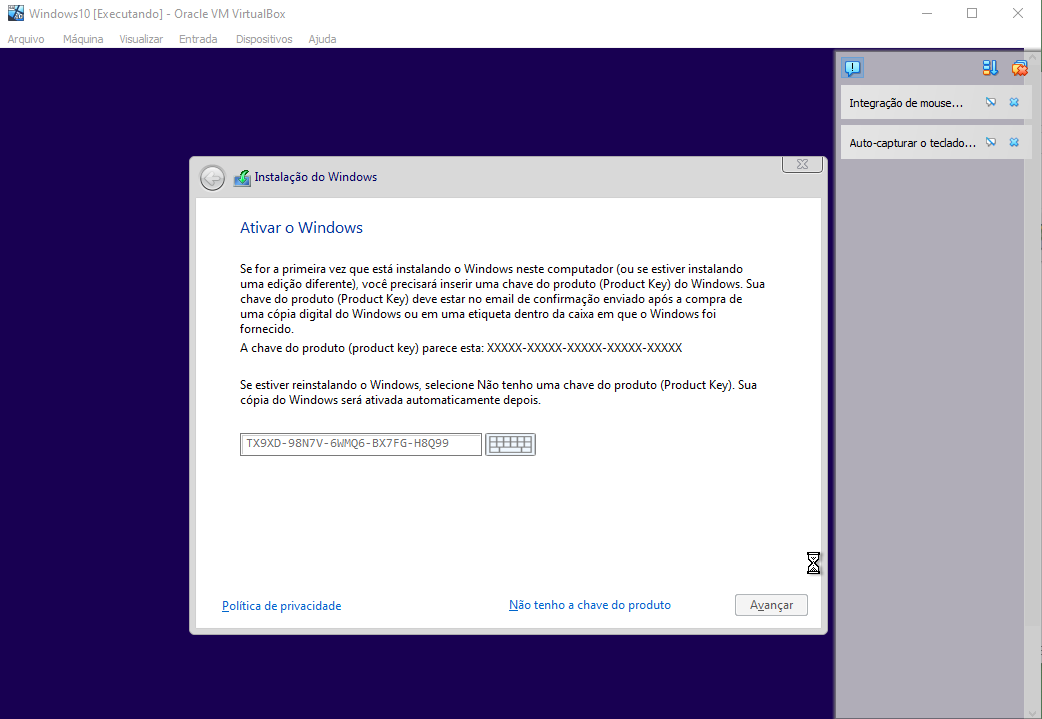 Windows10 [Executando] - Oracle VM VirtualBox
Arquivo Máquina Visualizar Entrada Dispositivos Ajuda
Integração de mouse...
Auto-capturar o teclado...
Instalação do Windows
Ativar o Windows
Se for a primeira vez que está instalando o Windows neste computador (ou se estiver instalando
uma edição diferente), você precisará inserir uma chave do produto (Product Key) do Windows. Sua
chave do produto (Product Key) deve estar no email de confirmação enviado após a compra de
uma cópia digital do Windows ou em uma etiqueta dentro da caixa em que o Windows foi
fornecido.
A chave do produto (product key) parece esta: XXXXX-XXXXX-XXXXX-XXXXX-XXXXX
Se estiver reinstalando o Windows, selecione Não tenho uma chave do produto (Product Key). Sua
cópia do Windows será ativada automaticamente depois.
TX9XD-98N7V-6WMQ6-BX7FG-H8Q99
Política de privacidade
Não tenho a chave do produto
Avançar